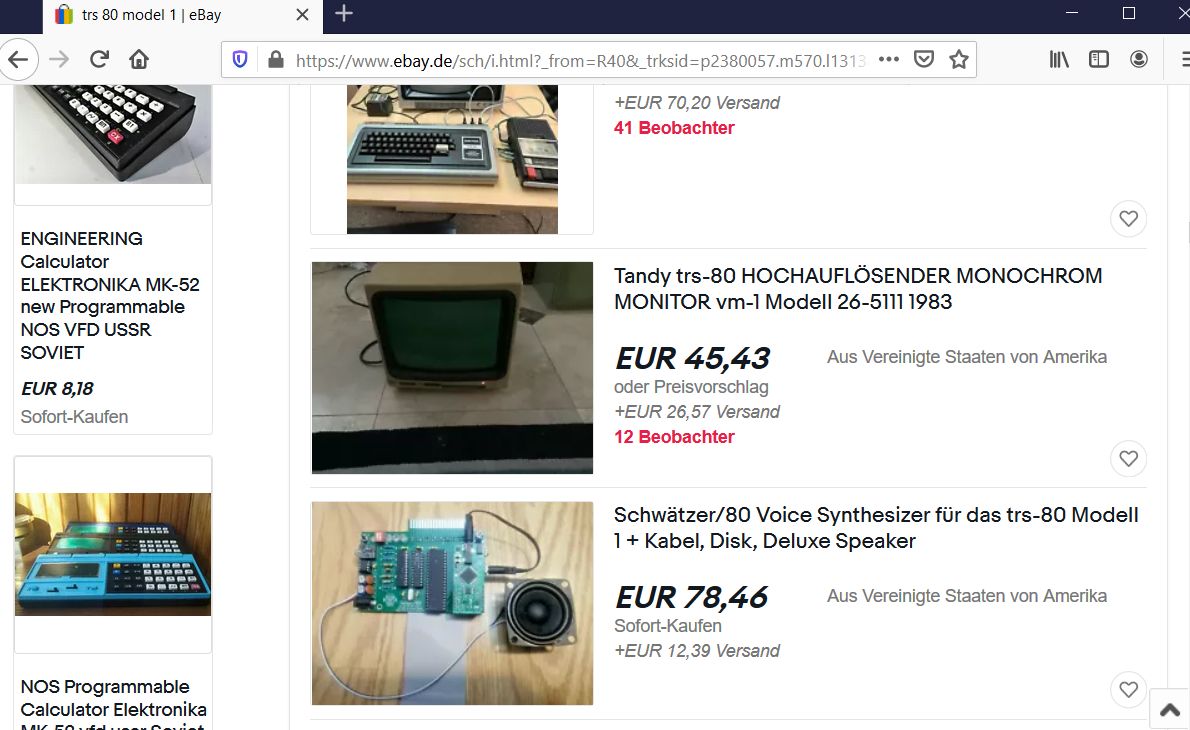 trs 80 model 1 | eBay
https://www.ebay.de/sch/i.html?_from=R40&_trksid=p2380057.m570.l1313
ENGINEERING
Calculator
ELEKTRONIKA MK-52
new Programmable
NOS VFD USSR
SOVIET
EUR 8,18
Sofort-Kaufen
NOS Programmable
Calculator Elektronika
MK-52 vfd ussr Soviet
+EUR 70,20 Versand
41 Beobachter
Tandy trs-80 HOCHAUFLÖSENDER MONOCHROM
MONITOR vm-1 Modell 26-5111 1983
EUR 45,43
Aus Vereinigte Staaten von Amerika
oder Preisvorschlag
+EUR 26,57 Versand
12 Beobachter
Schwätzer/80 Voice Synthesizer für das trs-80 Modell
1 + Kabel, Disk, Deluxe Speaker
EUR 78,46
Aus Vereinigte Staaten von Amerika
Sofort-Kaufen
+EUR 12,39 Versand